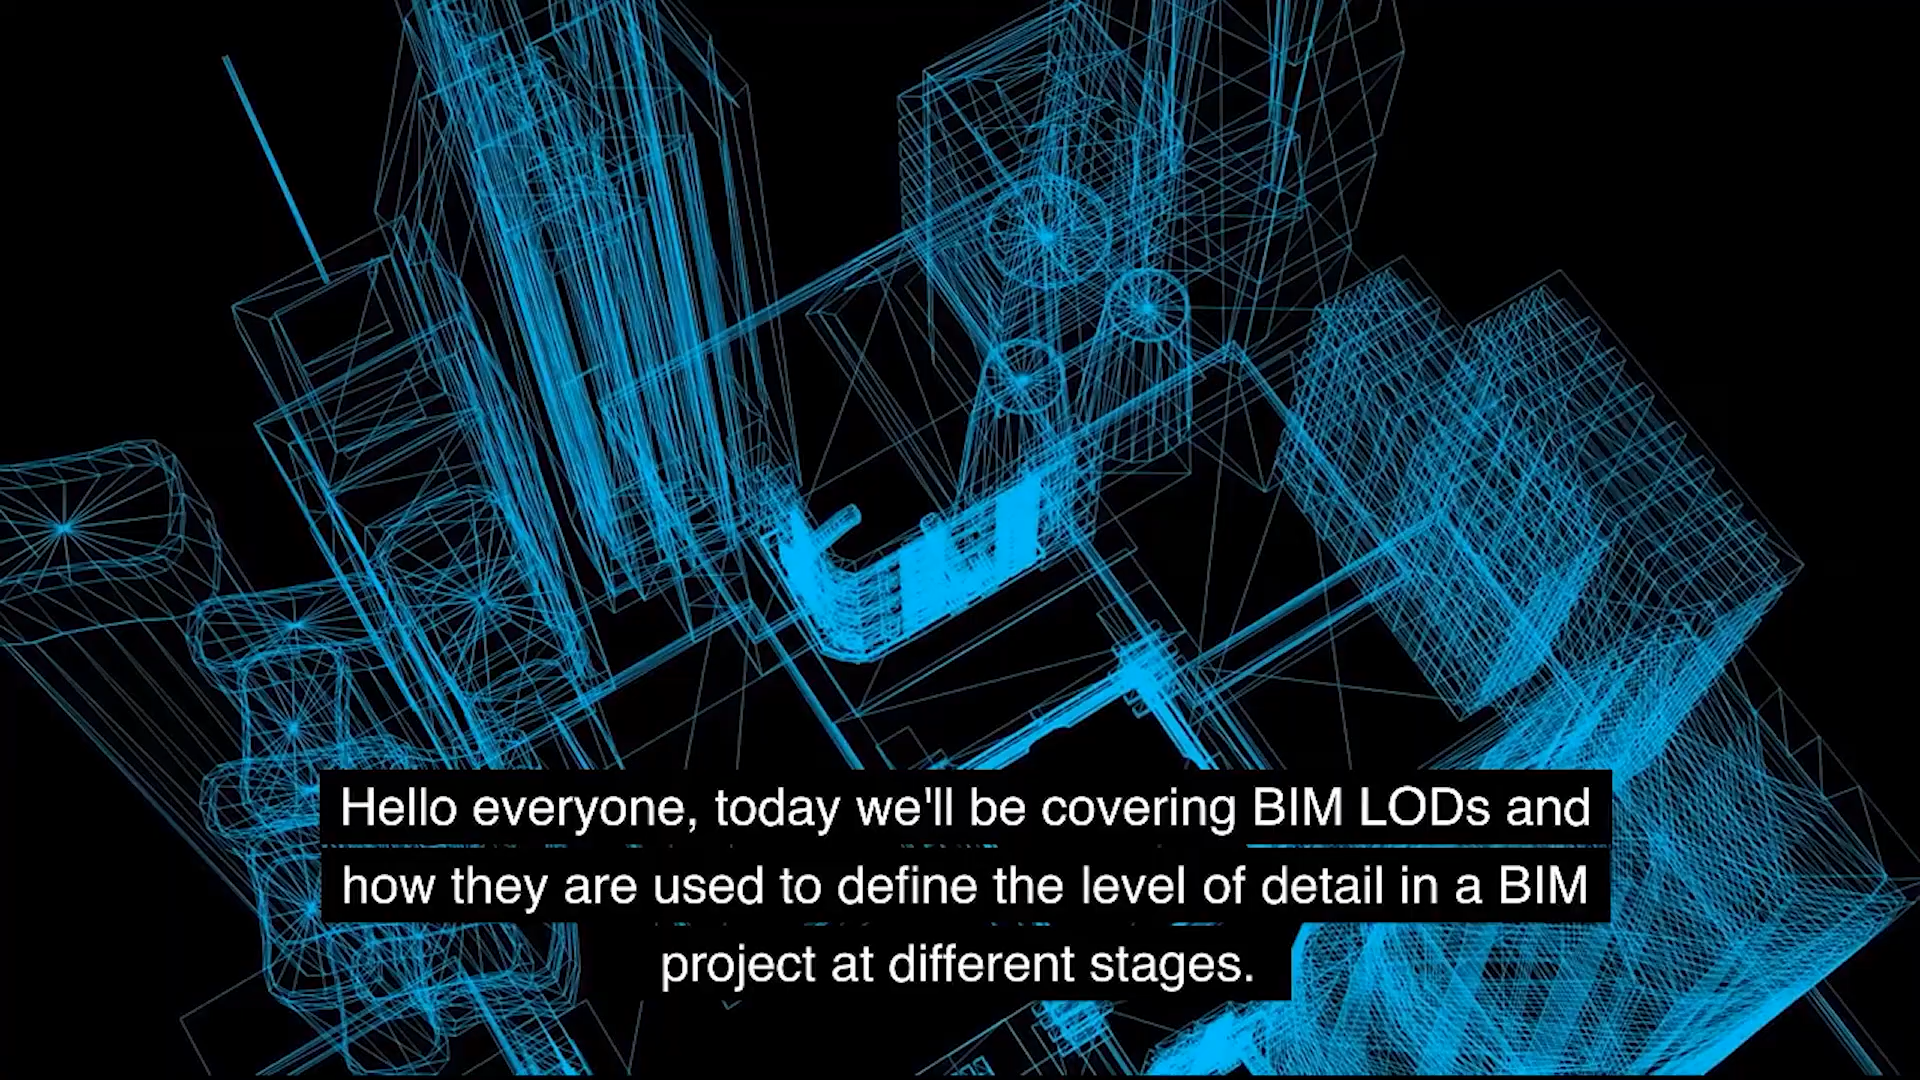 Hello everyone, today we'll be covering BIM LODs and
how they are used to define the level of detail in a BIM
project at different stages.